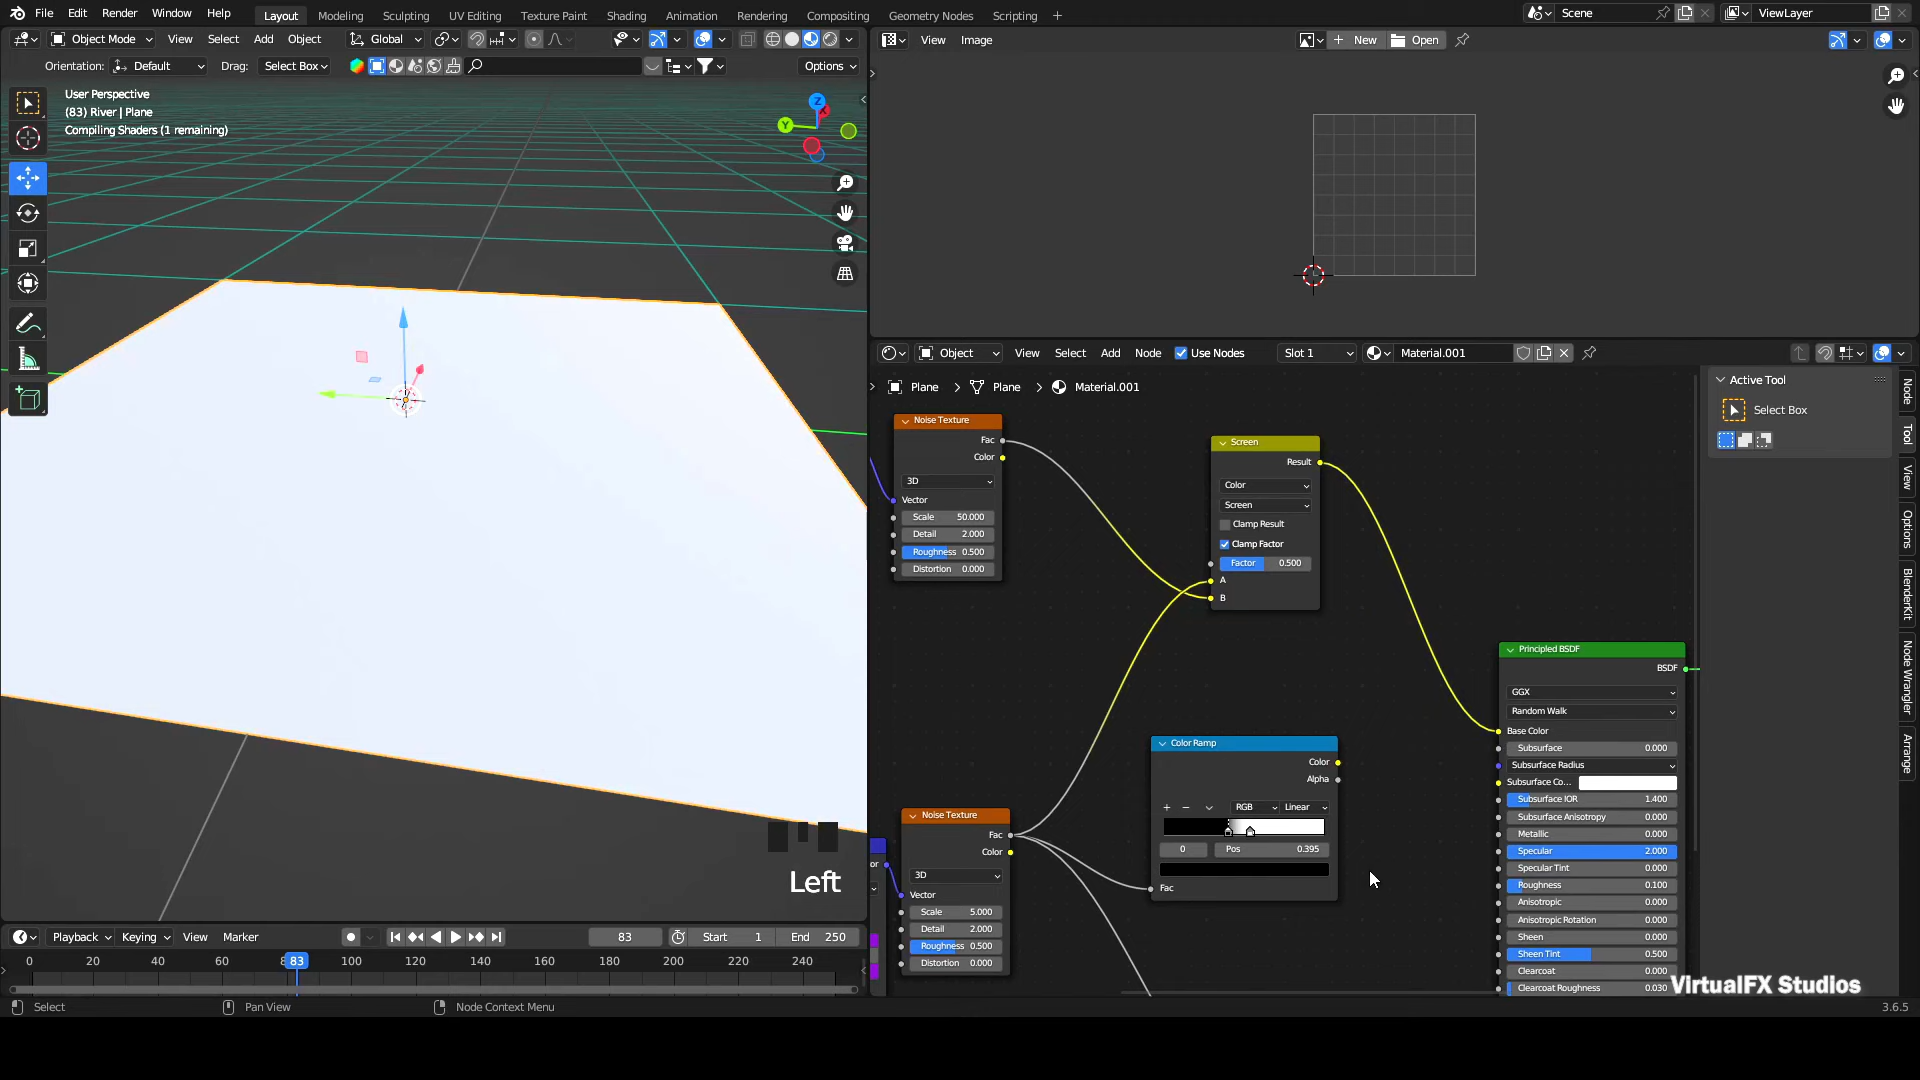 File Edit Render Window Help Layout Modeling Sculpting UV Editing Texture Paint Shading Animation Rendering Compositing Geometry Nodes Scripting + Scene ViewLayer
Object Mode View Select Add Object Global View Image New Open
Orientation: Default Drag: Select Box Options
User Perspective
(83) River | Plane
Compiling Shaders (1 remaining)
Z
Y
Object View Select Add Node Use Nodes Slot 1 Material.001
Plane > Plane > Material.001
Active Tool
Select Box
Node
Tool
View
Options
BlenderKit
Node Wrangler
Arrange
Noise Texture
Fac
Color
3D
Vector
Scale 50.000
Detail 2.000
Roughness 0.500
Distortion 0.000
Screen
Result
Color
Screen
Clamp Result
Clamp Factor
Factor 0.500
A
B
Color Ramp
Color
Alpha
+ − RGB Linear
0 Pos 0.395
Fac
Noise Texture
Fac
Color
3D
Vector
Scale 5.000
Detail 2.000
Roughness 0.500
Distortion 0.000
or
Principled BSDF
BSDF
GGX
Random Walk
Base Color
Subsurface 0.000
Subsurface Radius
Subsurface Co...
Subsurface IOR 1.400
Subsurface Anisotropy 0.000
Metallic 0.000
Specular 2.000
Specular Tint 0.000
Roughness 0.100
Anisotropic 0.000
Anisotropic Rotation 0.000
Sheen 0.000
Sheen Tint 0.500
Clearcoat 0.000
Clearcoat Roughness 0.030
Left
VirtualFX Studios
Playback Keying View Marker 83 Start 1 End 250
0 20 40 60 83 100 120 140 160 180 200 220 240
Select Pan View Node Context Menu 3.6.5